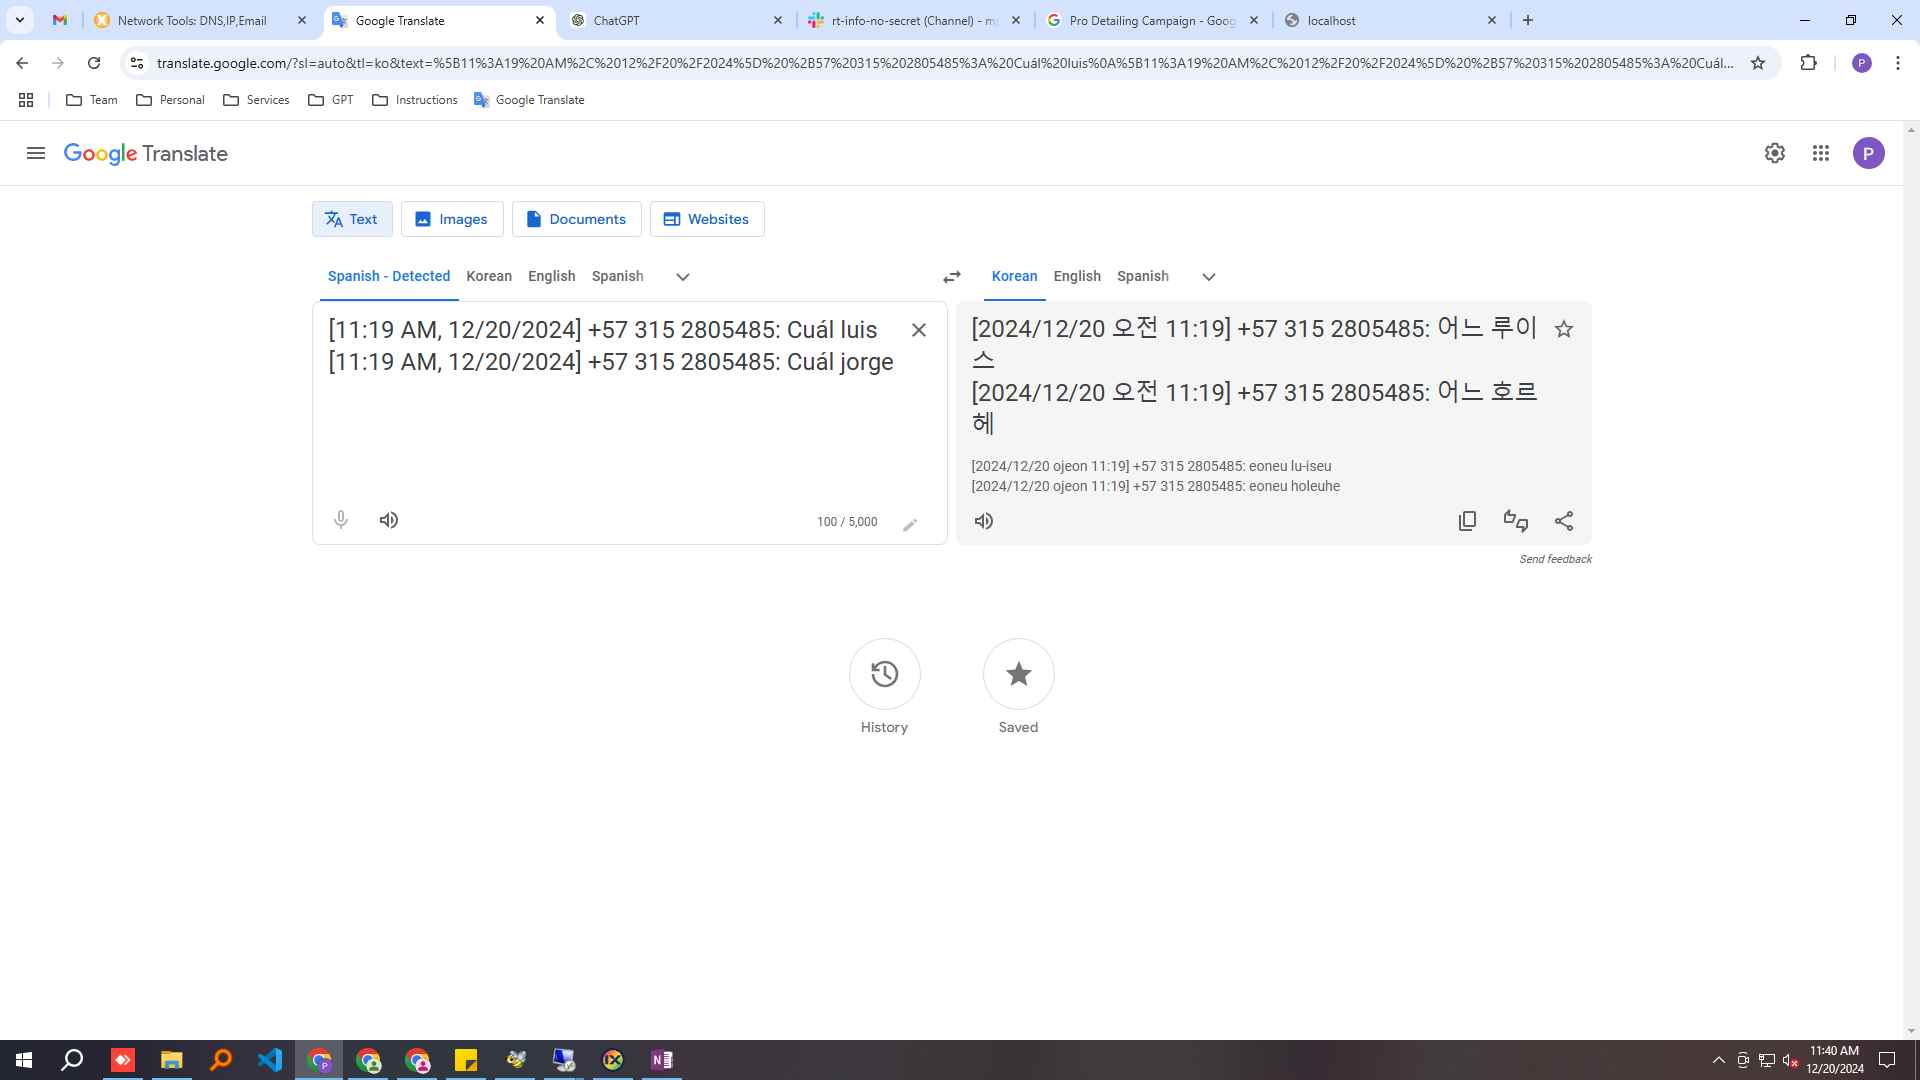 Network Tools: DNS,IP,Email
Google Translate
ChatGPT
rt-info-no-secret (Channel) - m
Pro Detailing Campaign - Goog
localhost
translate.google.com/?sl=auto&tl=ko&text=%5B11%3A19%20AM%2C%2012%2F20%2F2024%5D%20%2B57%20315%202805485%3A%20Cuál%20luis%0A%5B11%3A19%20AM%2C%2012%2F20%2F2024%5D%20%2B57%20315%202805485%3A%20Cuál...
P
Team
Personal
Services
GPT
Instructions
Google Translate
Google Translate
P
Text
Images
Documents
Websites
Spanish - Detected
Korean
English
Spanish
Korean
English
Spanish
[11:19 AM, 12/20/2024] +57 315 2805485: Cuál luis
[11:19 AM, 12/20/2024] +57 315 2805485: Cuál jorge
100 / 5,000
[2024/12/20 오전 11:19] +57 315 2805485: 어느 루이
스
[2024/12/20 오전 11:19] +57 315 2805485: 어느 호르
헤
[2024/12/20 ojeon 11:19] +57 315 2805485: eoneu lu-iseu
[2024/12/20 ojeon 11:19] +57 315 2805485: eoneu holeuhe
Send feedback
History
Saved
11:40 AM
12/20/2024